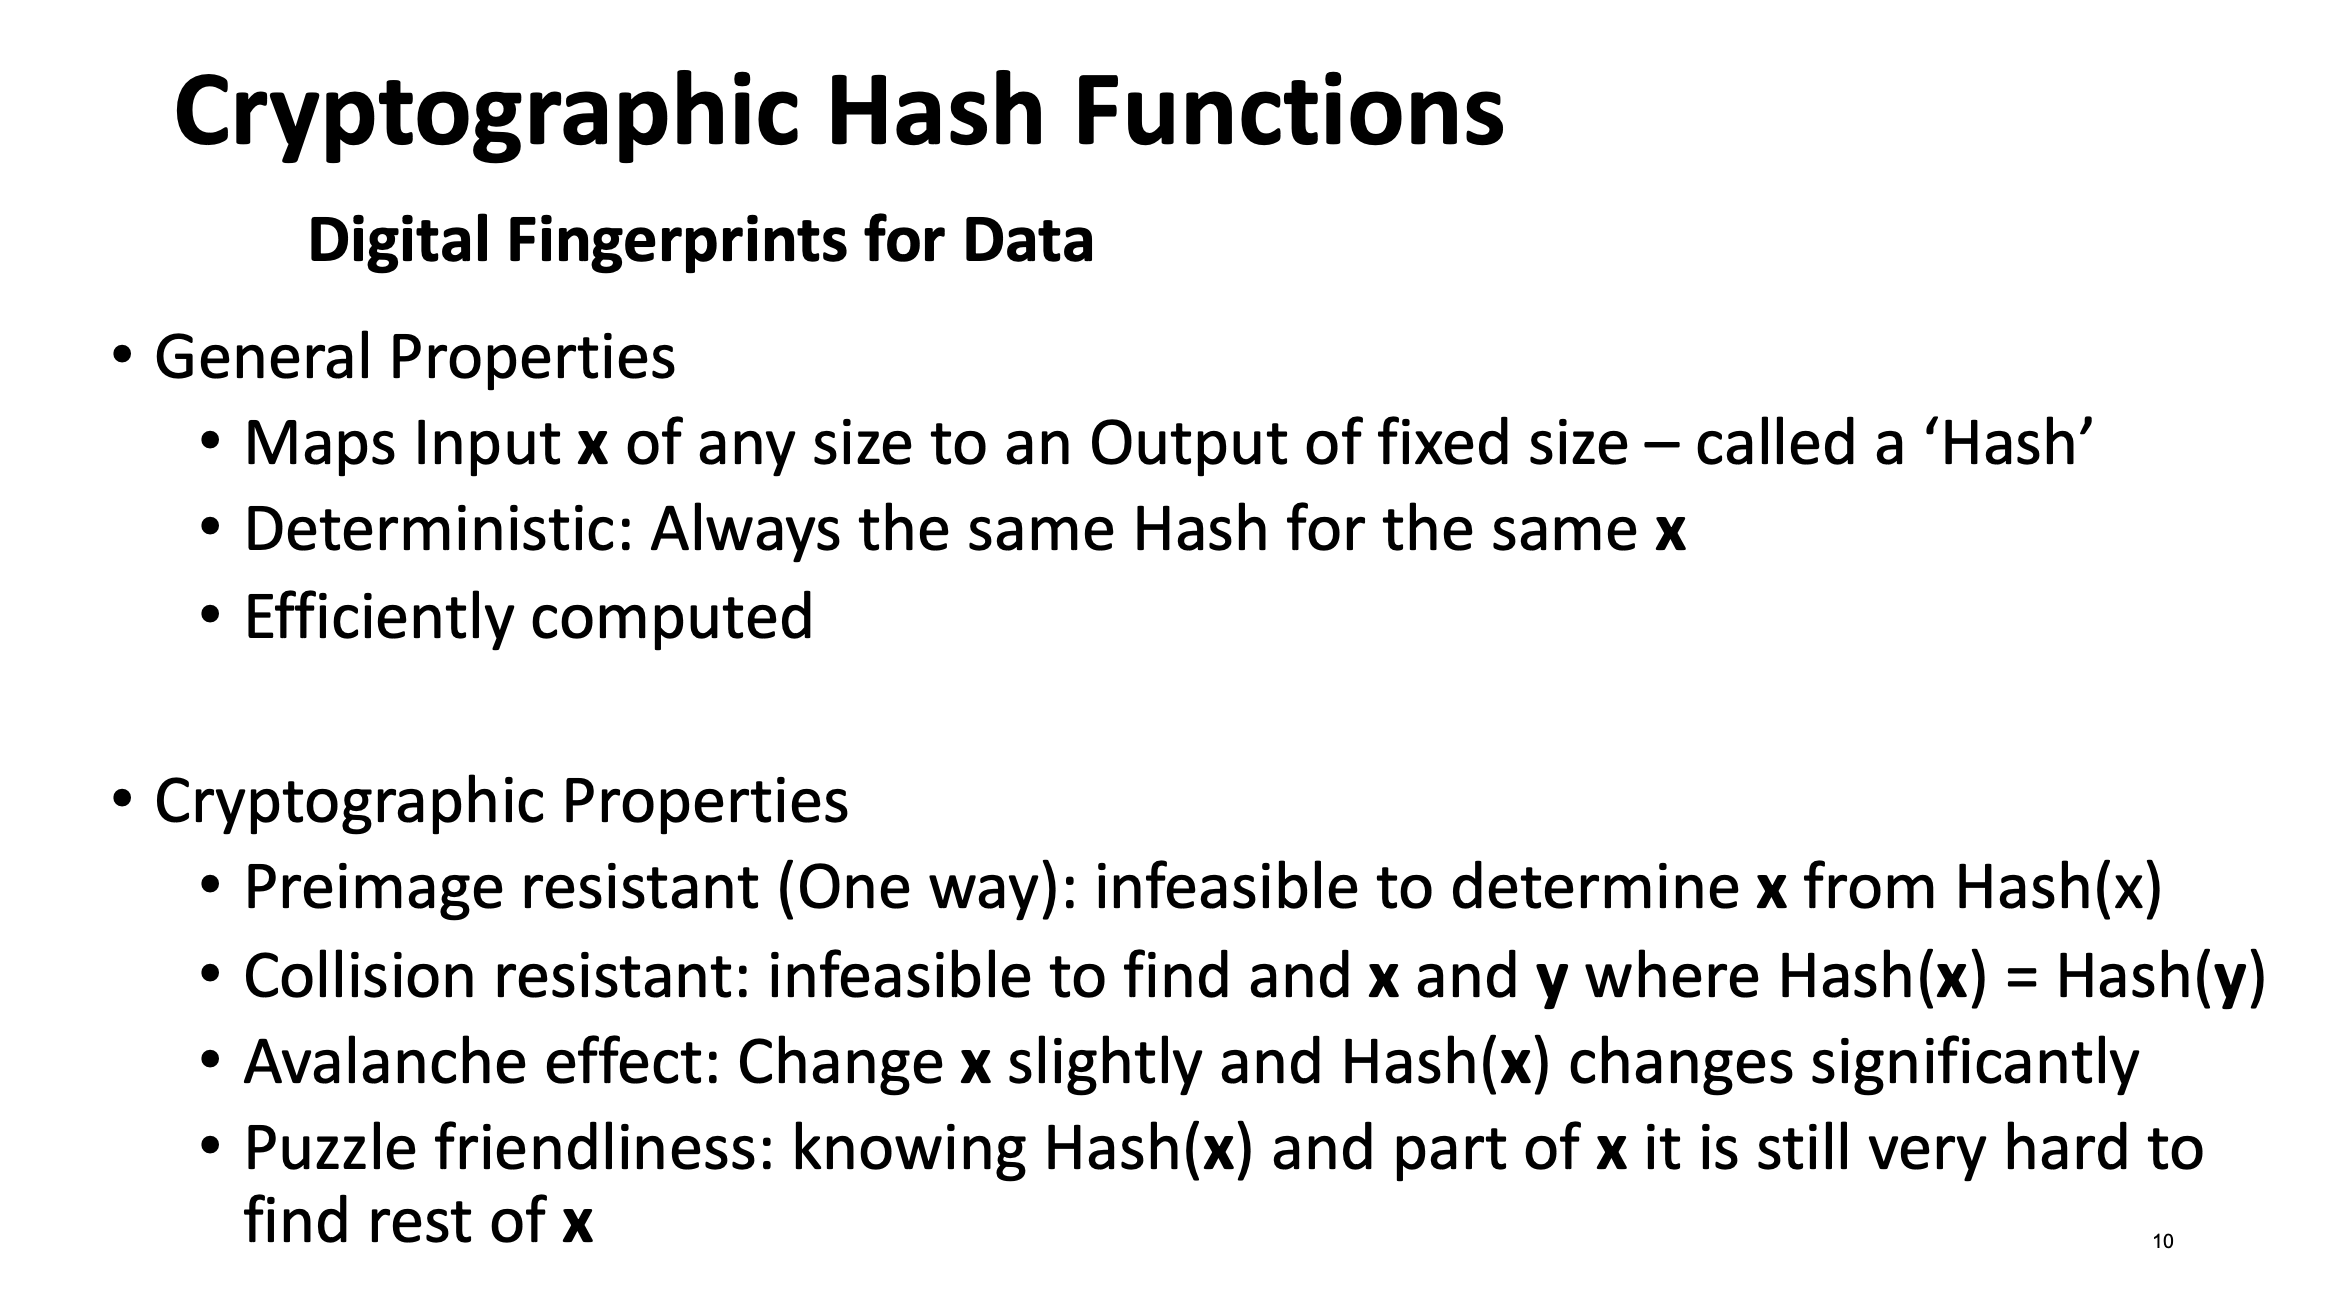 Cryptographic Hash Functions
Digital Fingerprints for Data
• General Properties
• Maps Input x of any size to an Output of fixed size – called a ‘Hash’
• Deterministic: Always the same Hash for the same x
• Efficiently computed
• Cryptographic Properties
• Preimage resistant (One way): infeasible to determine x from Hash(x)
• Collision resistant: infeasible to find and x and y where Hash(x) = Hash(y)
• Avalanche effect: Change x slightly and Hash(x) changes significantly
• Puzzle friendliness: knowing Hash(x) and part of x it is still very hard to
find rest of x
10